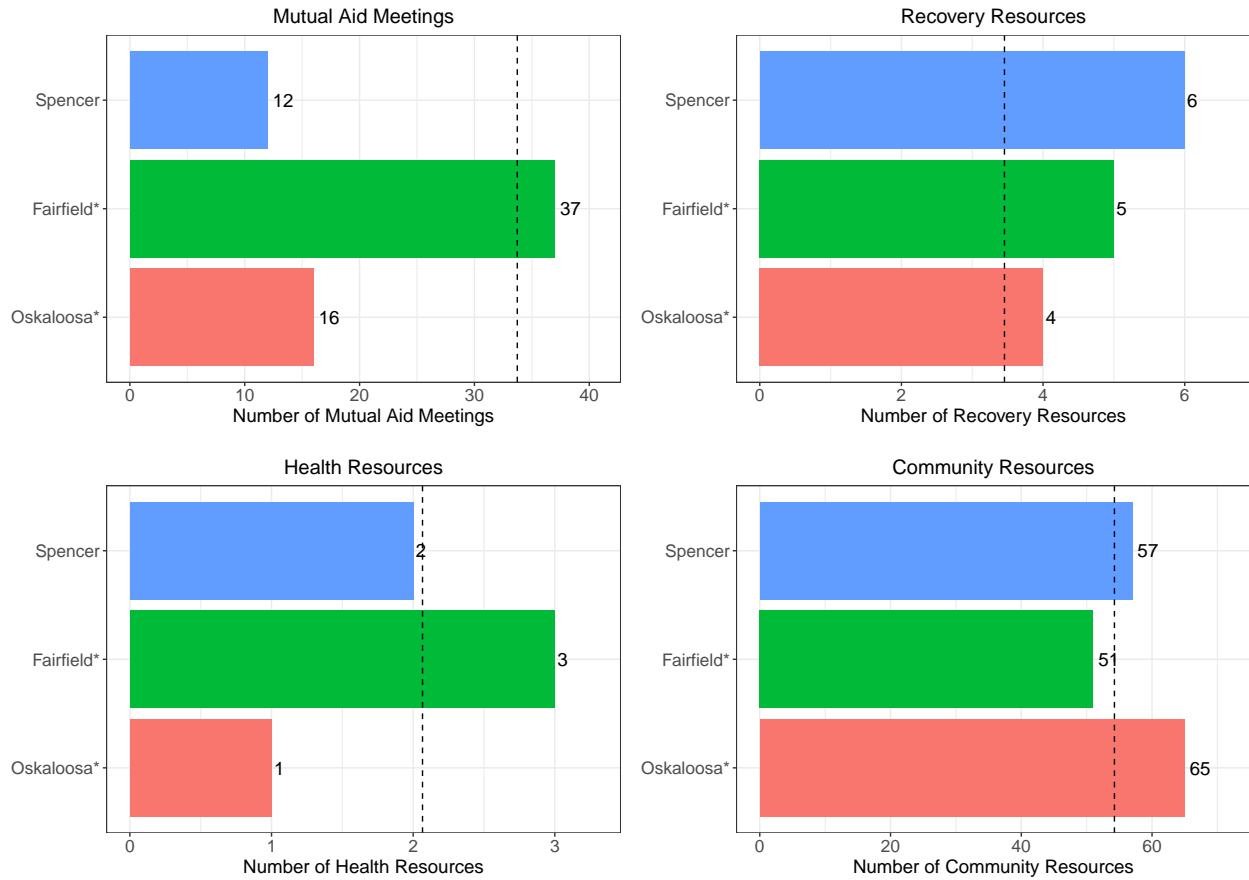 Mutual Aid Meetings
Spencer
12
Fairfield*
37
Oskaloosa*
16
0 10 20 30 40
Number of Mutual Aid Meetings
Recovery Resources
Spencer
6
Fairfield*
5
Oskaloosa*
4
0 2 4 6
Number of Recovery Resources
Health Resources
Spencer
2
Fairfield*
3
Oskaloosa*
1
0 1 2 3
Number of Health Resources
Community Resources
Spencer
57
Fairfield*
51
Oskaloosa*
65
0 20 40 60
Number of Community Resources